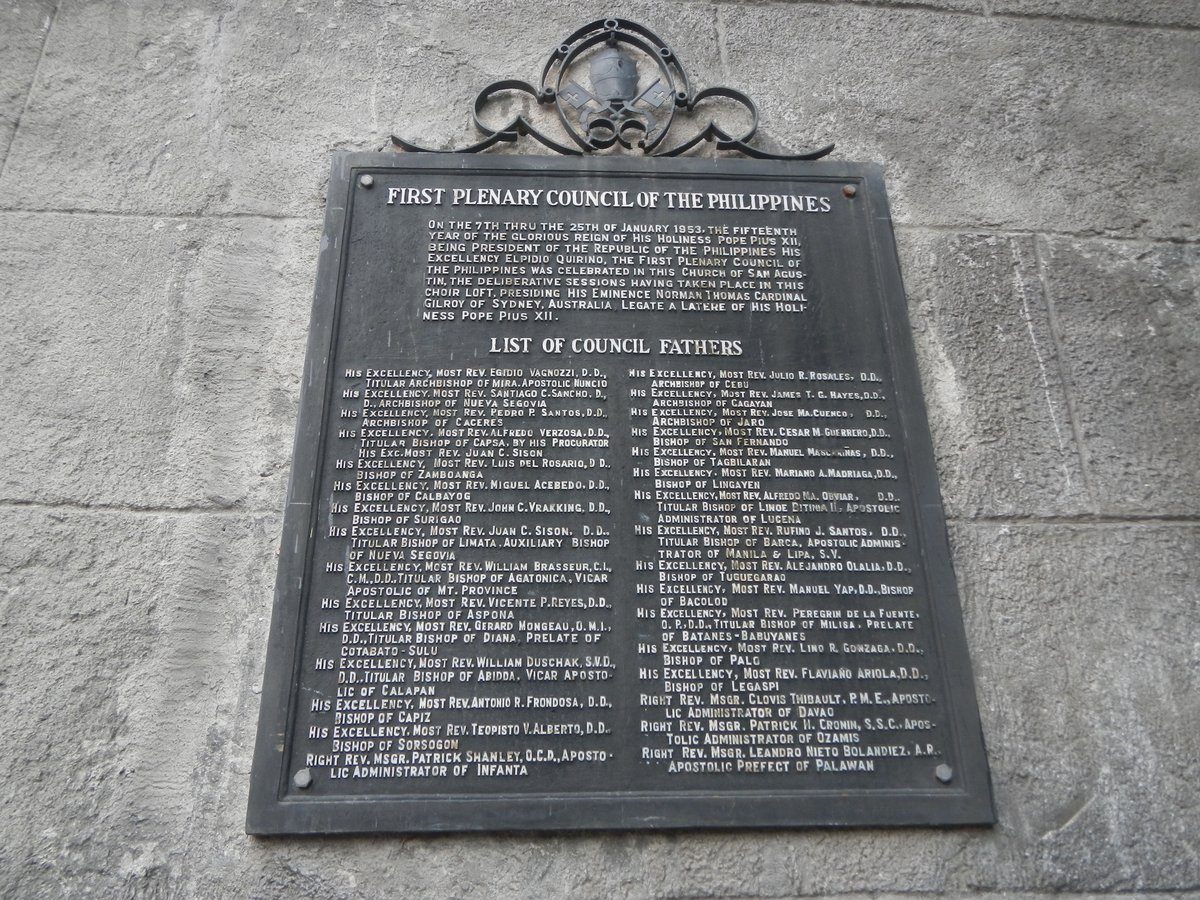 FIRST PLENARY COUNCIL OF THE PHILIPPINES
ON THE 7TH THRU THE 25TH OF JANUARY 1953, THE FIFTEENTH
YEAR OF THE GLORIOUS REIGN OF HIS HOLINESS POPE PIUS XII,
BEING PRESIDENT OF THE REPUBLIC OF THE PHILIPPINES HIS
EXCELLENCY ELPIDIO QUIRINO, THE FIRST PLENARY COUNCIL OF
THE PHILIPPINES WAS CELEBRATED IN THIS CHURCH OF SAN AGUS-
TIN, THE DELIBERATIVE SESSIONS HAVING TAKEN PLACE IN THIS
CHOIR LOFT, PRESIDING HIS EMINENCE NORMAN THOMAS CARDINAL
GILROY OF SYDNEY, AUSTRALIA, LEGATE A LATERE OF HIS HOLI-
NESS POPE PIUS XII.
LIST OF COUNCIL FATHERS
HIS EXCELLENCY, MOST REV. EGIDIO VAGNOZZI, D.D.,
TITULAR ARCHBISHOP OF MIRA, APOSTOLIC NUNCIO
HIS EXCELLENCY, MOST REV. SANTIAGO C. SANCHO, D.
D., ARCHBISHOP OF NUEVA SEGOVIA
HIS EXCELLENCY, MOST REV. PEDRO P. SANTOS, D.D.,
ARCHBISHOP OF CACERES
HIS EXCELLENCY, MOST REV. ALFREDO VERZOSA, D.D.,
TITULAR BISHOP OF CAPSA, BY HIS PROCURATOR
HIS EXC. MOST REV. JUAN C. SISON
HIS EXCELLENCY, MOST REV. LUIS DEL ROSARIO, D.D.,
BISHOP OF ZAMBOANGA
HIS EXCELLENCY, MOST REV. MIGUEL ACEBEDO, D.D.,
BISHOP OF CALBAYOG
HIS EXCELLENCY, MOST REV. JOHN C. VRAKKING, D.D.,
BISHOP OF SURIGAO
HIS EXCELLENCY, MOST REV. JUAN C. SISON, D.D.,
TITULAR BISHOP OF LIMATA, AUXILIARY BISHOP
OF NUEVA SEGOVIA
HIS EXCELLENCY, MOST REV. WILLIAM BRASSEUR, C.I.,
C.M., D.D. TITULAR BISHOP OF AGATONICA, VICAR
APOSTOLIC OF MT. PROVINCE
HIS EXCELLENCY, MOST REV. VICENTE P. REYES, D.D.,
TITULAR BISHOP OF ASPONA
HIS EXCELLENCY, MOST REV. GERARD MONGEAU, O.M.I.,
D.D., TITULAR BISHOP OF DIANA, PRELATE OF
COTABATO-SULU
HIS EXCELLENCY, MOST REV. WILLIAM DUSCHAK, S.V.D.,
D.D., TITULAR BISHOP OF ABIDDA, VICAR APOSTO-
LIC OF CALAPAN
HIS EXCELLENCY, MOST REV. ANTONIO R. FRONDOSA, D.D.,
BISHOP OF CAPIZ
HIS EXCELLENCY, MOST REV. TEOPISTO V. ALBERTO, D.D.,
BISHOP OF SORSOGON
RIGHT REV. MSGR. PATRICK SHANLEY, O.C.D., APOSTO-
LIC ADMINISTRATOR OF INFANTA
HIS EXCELLENCY, MOST REV. JULIO R. ROSALES, D.D.,
ARCHBISHOP OF CEBU
HIS EXCELLENCY, MOST REV. JAMES T. G. HAYES, D.D.,
ARCHBISHOP OF CAGAYAN
HIS EXCELLENCY, MOST REV. JOSE MA. CUENCO, D.D.,
ARCHBISHOP OF JARO
HIS EXCELLENCY, MOST REV. CESAR M. GUERRERO, D.D.,
BISHOP OF SAN FERNANDO
HIS EXCELLENCY, MOST REV. MANUEL D.D.,
BISHOP OF TAGBILARAN
HIS EXCELLENCY, MOST REV. MARIANO A. MADRIAGA, D.D.,
BISHOP OF LINGAYEN
HIS EXCELLENCY, MOST REV. ALFREDO MA. OBVIAR, D.D.,
TITULAR BISHOP OF LINOE APOSTOLIC
ADMINISTRATOR OF LUCENA
HIS EXCELLENCY, MOST REV. RUFINO J. SANTOS, D.D.,
TITULAR BISHOP OF BARCA, APOSTOLIC ADMINIS-
TRATOR OF MANILA & LIPA, S.V.
HIS EXCELLENCY, MOST REV. ALEJANDRO OLALIA, D.D.,
BISHOP OF TUGUEGARAO
HIS EXCELLENCY, MOST REV. MANUEL YAP, D.D., BISHOP
OF BACOLOD
HIS EXCELLENCY, MOST REV. PEREGRIN DE LA FUENTE,
O.P., D.D., TITULAR BISHOP OF MILISA, PRELATE
OF BATANES-BABUYANES
HIS EXCELLENCY, MOST REV. LINO R. GONZAGA, D.D.,
BISHOP OF PALO
HIS EXCELLENCY, MOST REV. FLAVIAÑO ARIOLA, D.D.,
BISHOP OF LEGASPI
RIGHT REV. MSGR. CLOVIS THIBAULT, P.M.E., APOSTO-
LIC ADMINISTRATOR OF DAVAO
RIGHT REV. MSGR. PATRICK H. CRONIN, S.S.C., APOS-
TOLIC ADMINISTRATOR OF OZAMIS
RIGHT REV. MSGR. LEANDRO NIETO BOLANDIEZ, A.R.,
APOSTOLIC PREFECT OF PALAWAN